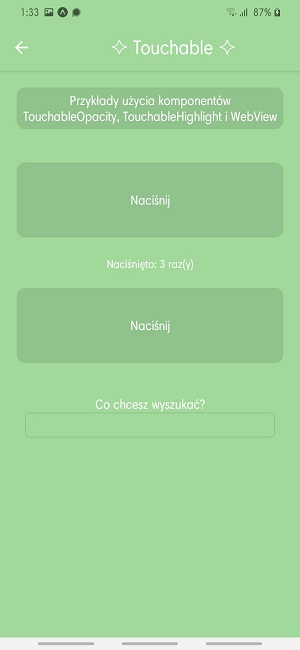 1:33
87%
✧ Touchable ✧
Przykłady użycia komponentów
TouchableOpacity, TouchableHighlight i WebView
Naciśnij
Naciśnięto: 3 raz(y)
Naciśnij
Co chcesz wyszukać?